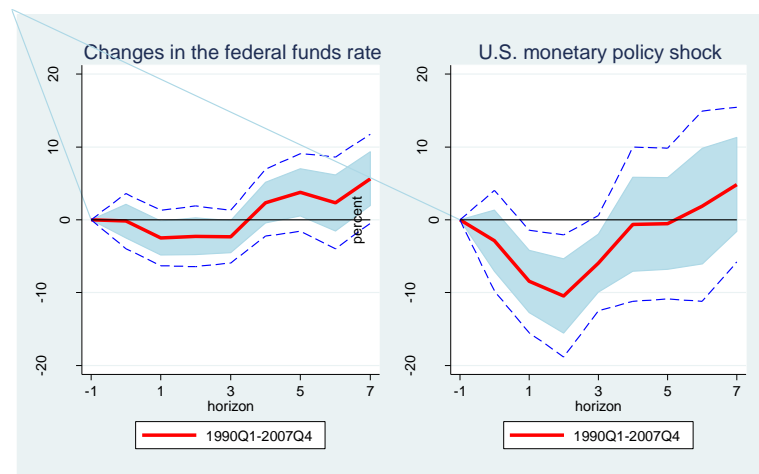 Changes in the federal funds rate
20
10
0
-10
-20
-1 1 3 5 7
horizon
1990Q1-2007Q4
U.S. monetary policy shock
percent
20
10
0
-10
-20
-1 1 3 5 7
horizon
1990Q1-2007Q4